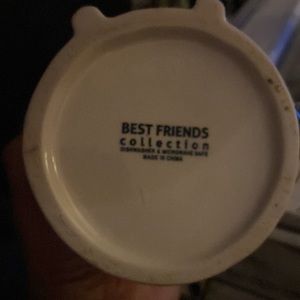 BEST FRIENDS
collection
DISHWASHER & MICROWAVE SAFE
MADE IN CHINA